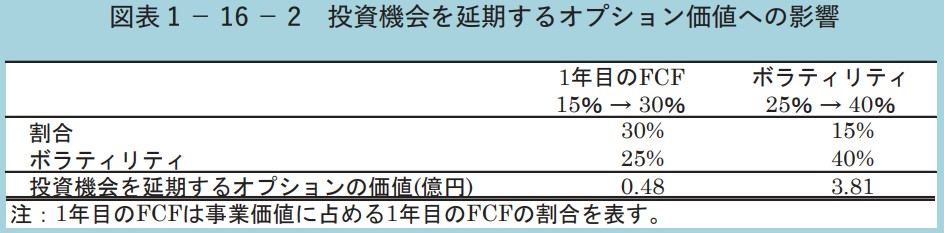 図表1－16－2　投資機会を延期するオプション価値への影響
1年目のFCF　ボラティリティ
15% → 30%　25% → 40%
割合　30%　15%
ボラティリティ　25%　40%
投資機会を延期するオプションの価値(億円)　0.48　3.81
注：1年目のFCFは事業価値に占める1年目のFCFの割合を表す。